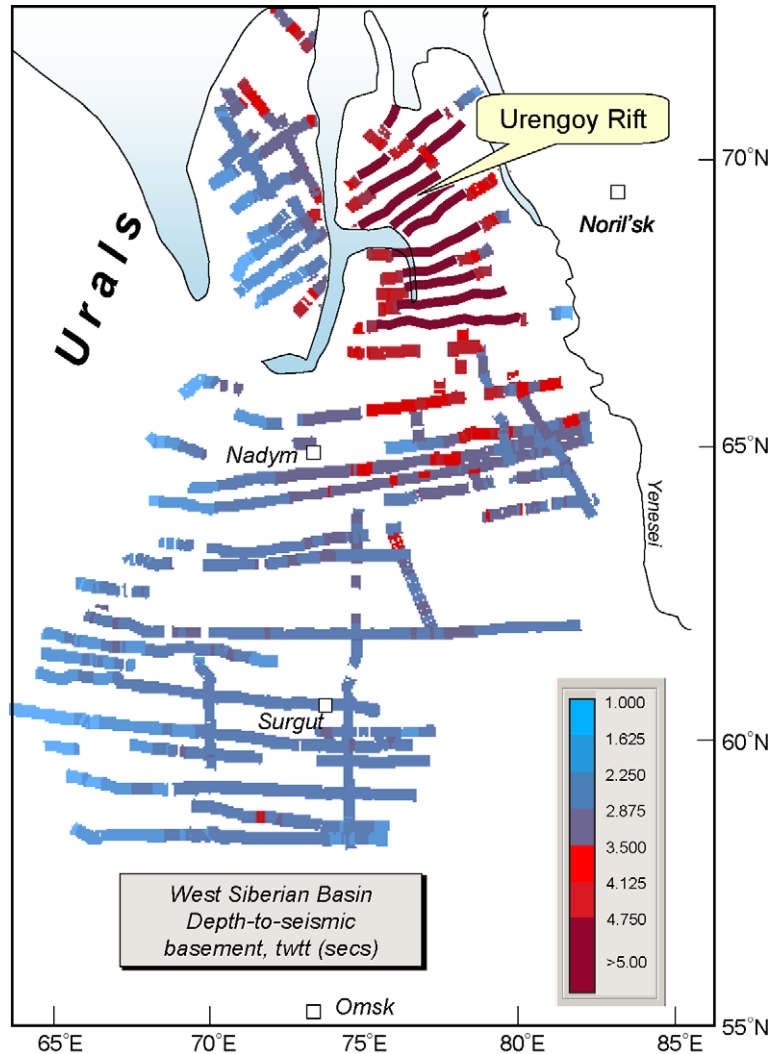 Urengoy Rift
70°N
Noril'sk
Urals
Nadym
65°N
Yenesei
Surgut
60°N
1.000
1.625
2.250
2.875
3.500
4.125
4.750
>5.00
West Siberian Basin
Depth-to-seismic
basement, twtt (secs)
Omsk
55°N
65°E
70°E
75°E
80°E
85°E